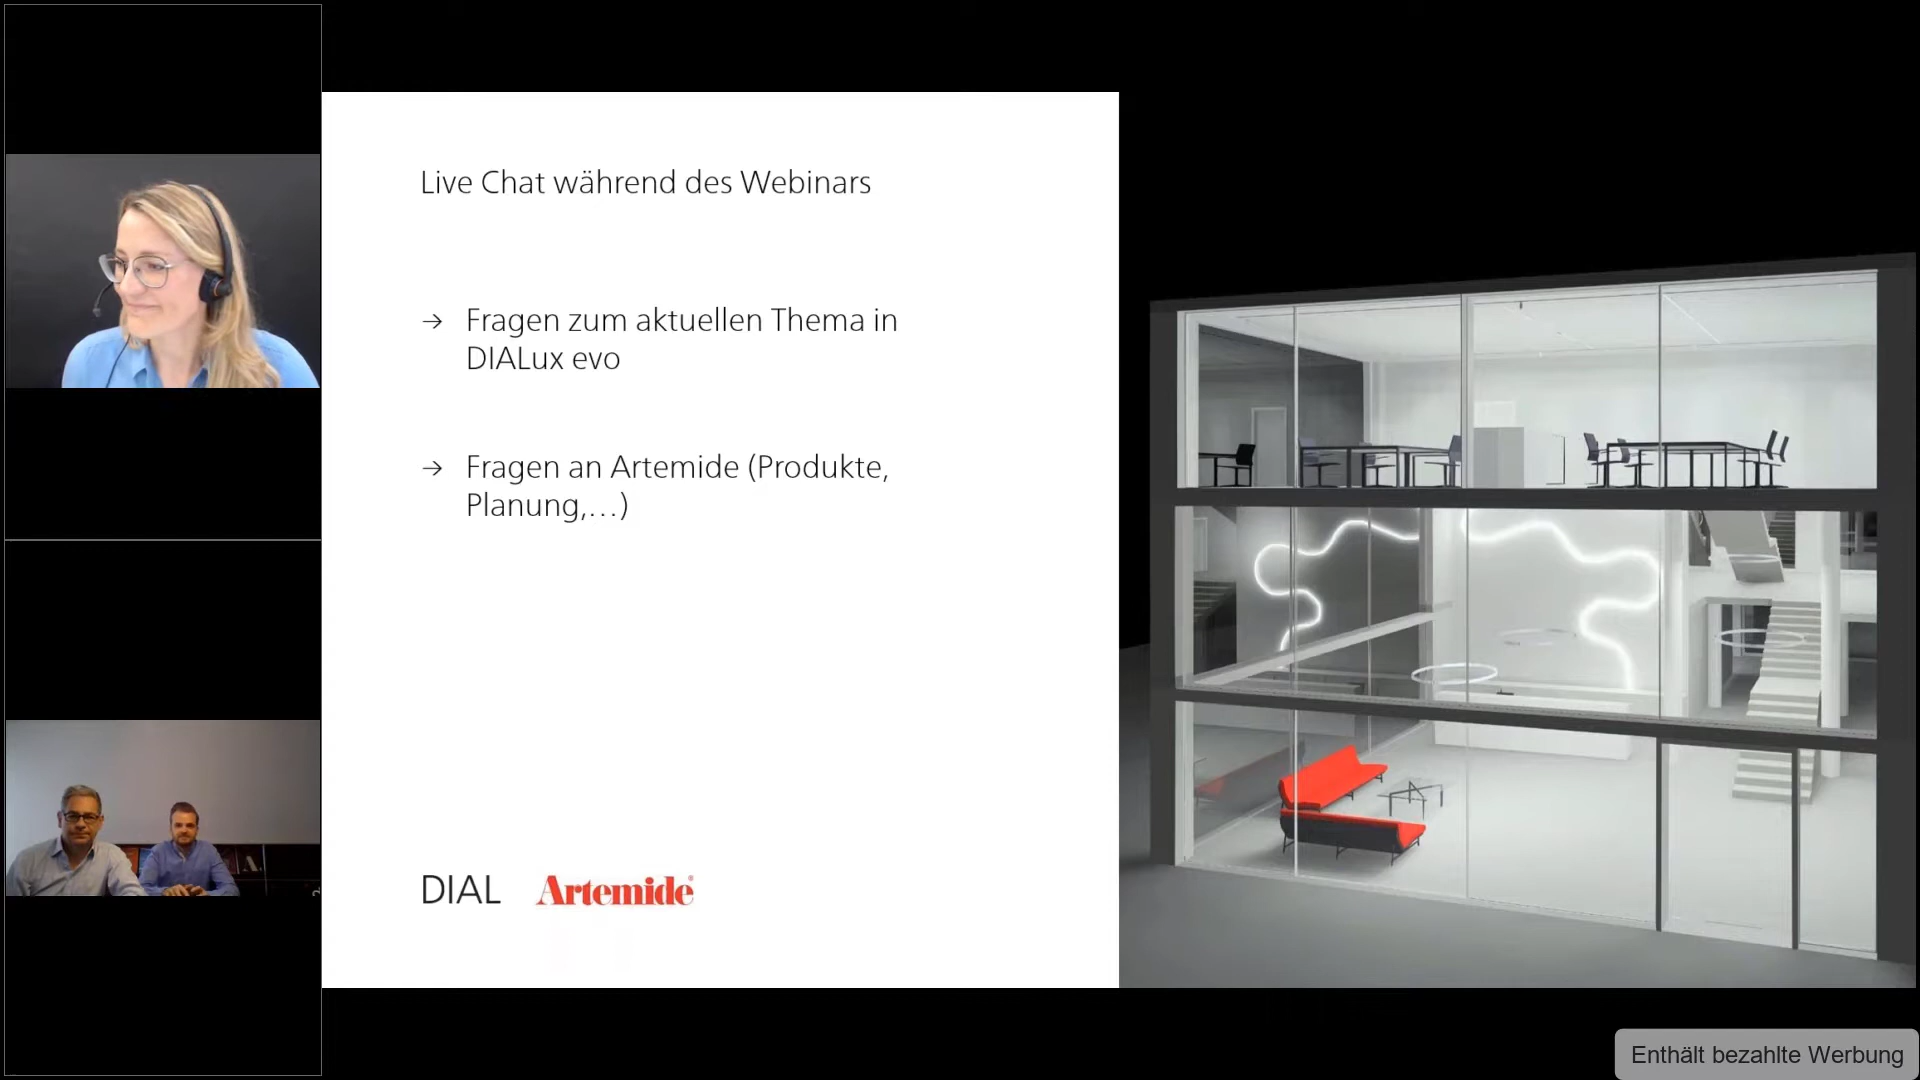 Live Chat während des Webinars
→ Fragen zum aktuellen Thema in
DIALux evo
→ Fragen an Artemide (Produkte,
Planung,...)
DIAL Artemide®
Enthält bezahlte Werbung